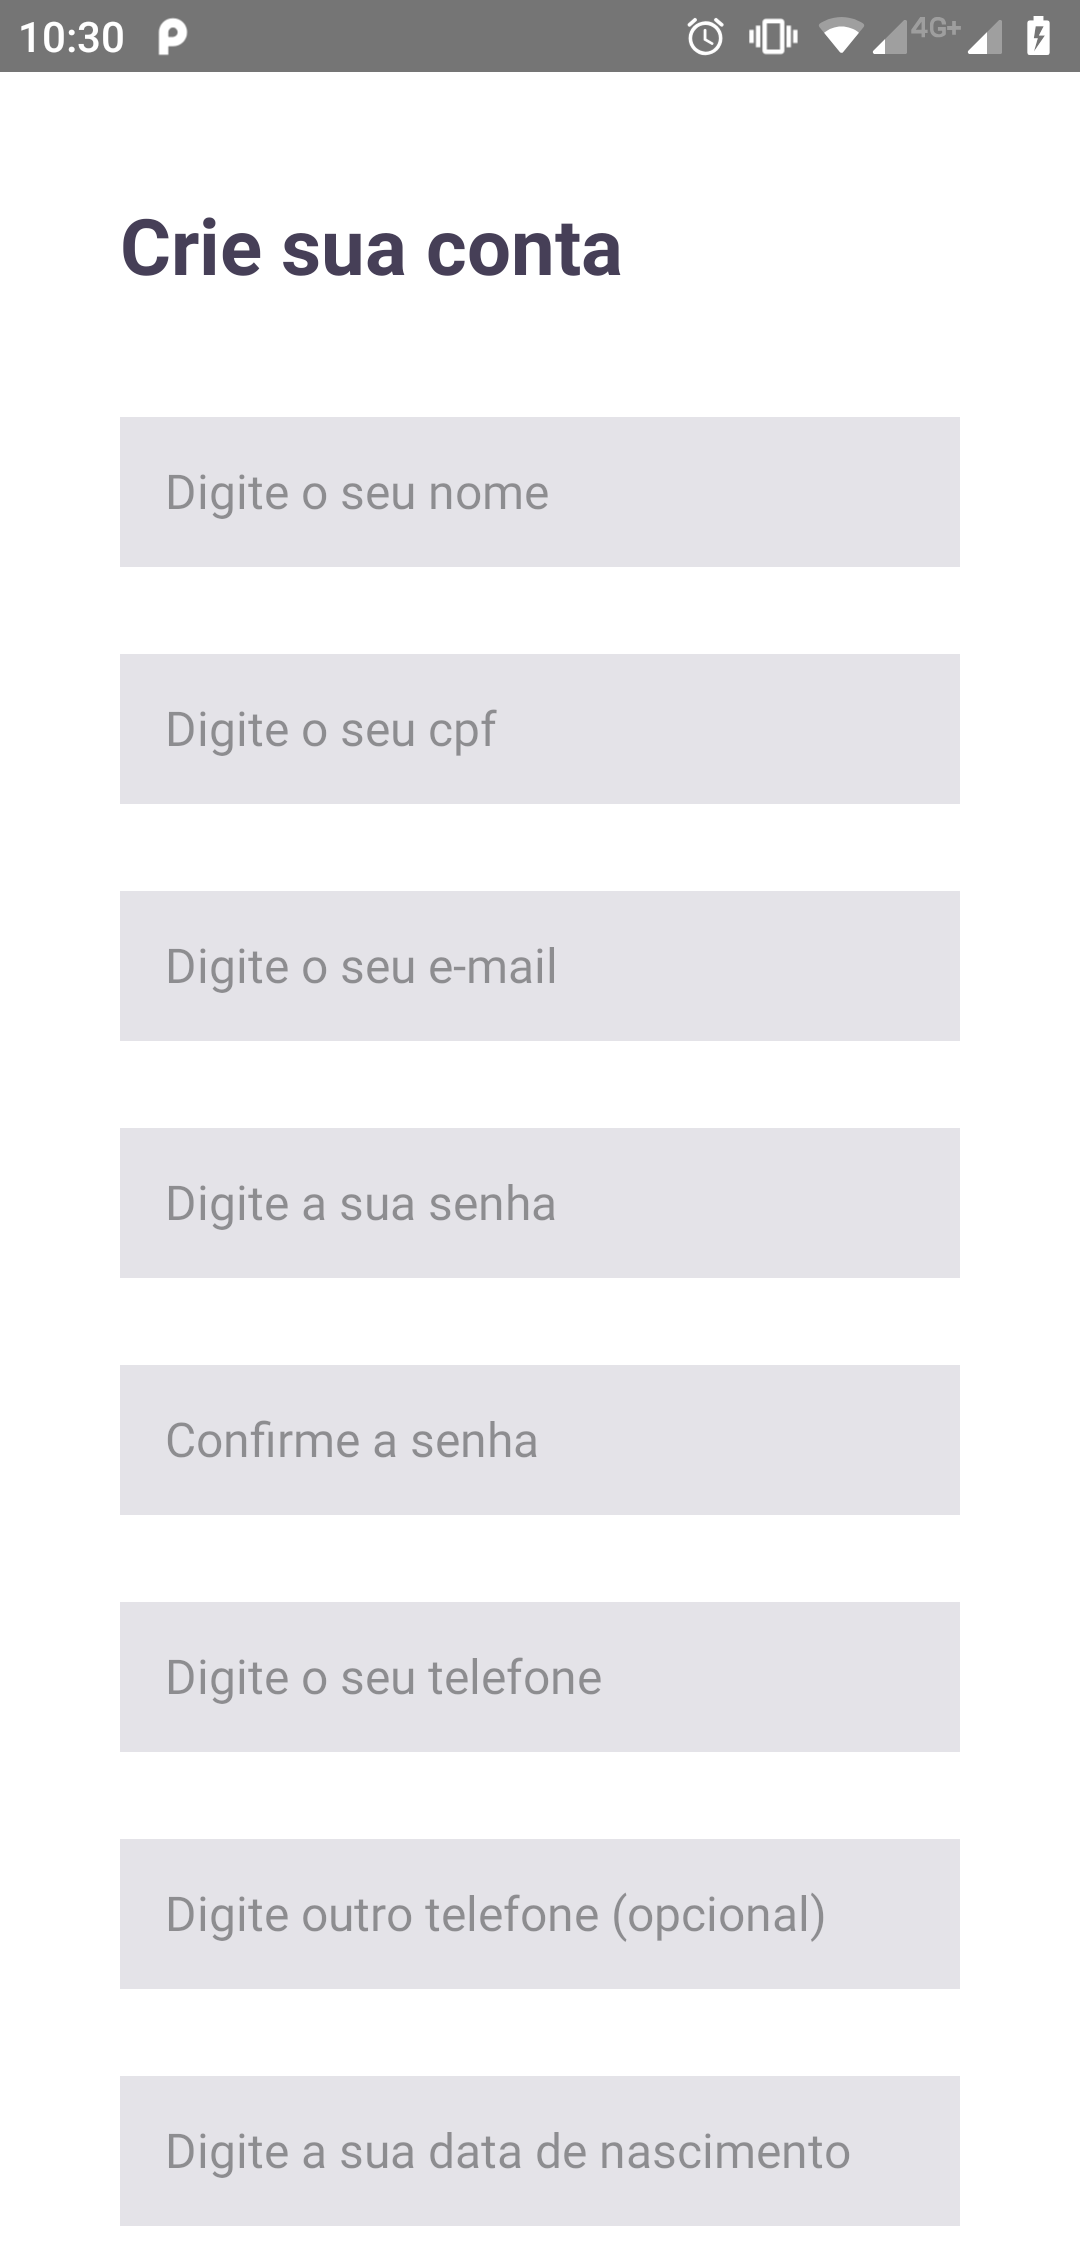 10:30
4G+
Crie sua conta
Digite o seu nome
Digite o seu cpf
Digite o seu e-mail
Digite a sua senha
Confirme a senha
Digite o seu telefone
Digite outro telefone (opcional)
Digite a sua data de nascimento